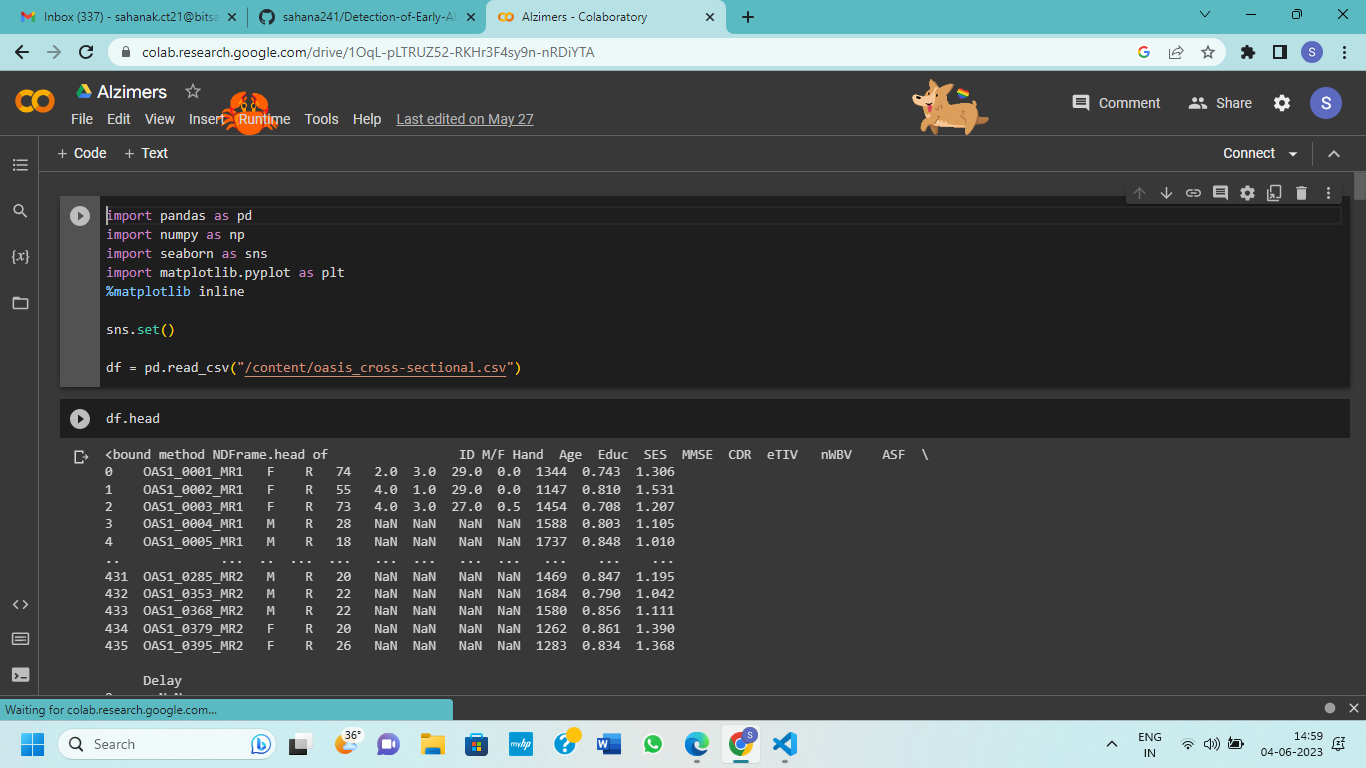 Inbox (337) - sahanak.ct21@bitsa
sahana241/Detection-of-Early-Al
Alzimers - Colaboratory
colab.research.google.com/drive/1OqL-pLTRUZ52-RKHr3F4sy9n-nRDiYTA
S
Alzimers
File Edit View Insert Runtime Tools Help Last edited on May 27
Comment Share S
+ Code + Text
Connect
{x}
import pandas as pd
import numpy as np
import seaborn as sns
import matplotlib.pyplot as plt
%matplotlib inline
sns.set()
df = pd.read_csv("/content/oasis_cross-sectional.csv")
df.head
<bound method NDFrame.head of ID M/F Hand Age Educ SES MMSE CDR eTIV nWBV ASF \
0 OAS1_0001_MR1 F R 74 2.0 3.0 29.0 0.0 1344 0.743 1.306
1 OAS1_0002_MR1 F R 55 4.0 1.0 29.0 0.0 1147 0.810 1.531
2 OAS1_0003_MR1 F R 73 4.0 3.0 27.0 0.5 1454 0.708 1.207
3 OAS1_0004_MR1 M R 28 NaN NaN NaN NaN 1588 0.803 1.105
4 OAS1_0005_MR1 M R 18 NaN NaN NaN NaN 1737 0.848 1.010
.. ... .. ... ... ... ... ... ... ... ... ...
431 OAS1_0285_MR2 M R 20 NaN NaN NaN NaN 1469 0.847 1.195
432 OAS1_0353_MR2 M R 22 NaN NaN NaN NaN 1684 0.790 1.042
433 OAS1_0368_MR2 M R 22 NaN NaN NaN NaN 1580 0.856 1.111
434 OAS1_0379_MR2 F R 20 NaN NaN NaN NaN 1262 0.861 1.390
435 OAS1_0395_MR2 F R 26 NaN NaN NaN NaN 1283 0.834 1.368
Delay
Waiting for colab.research.google.com...
Search
36°
myhp
S
ENG
IN
14:59
04-06-2023